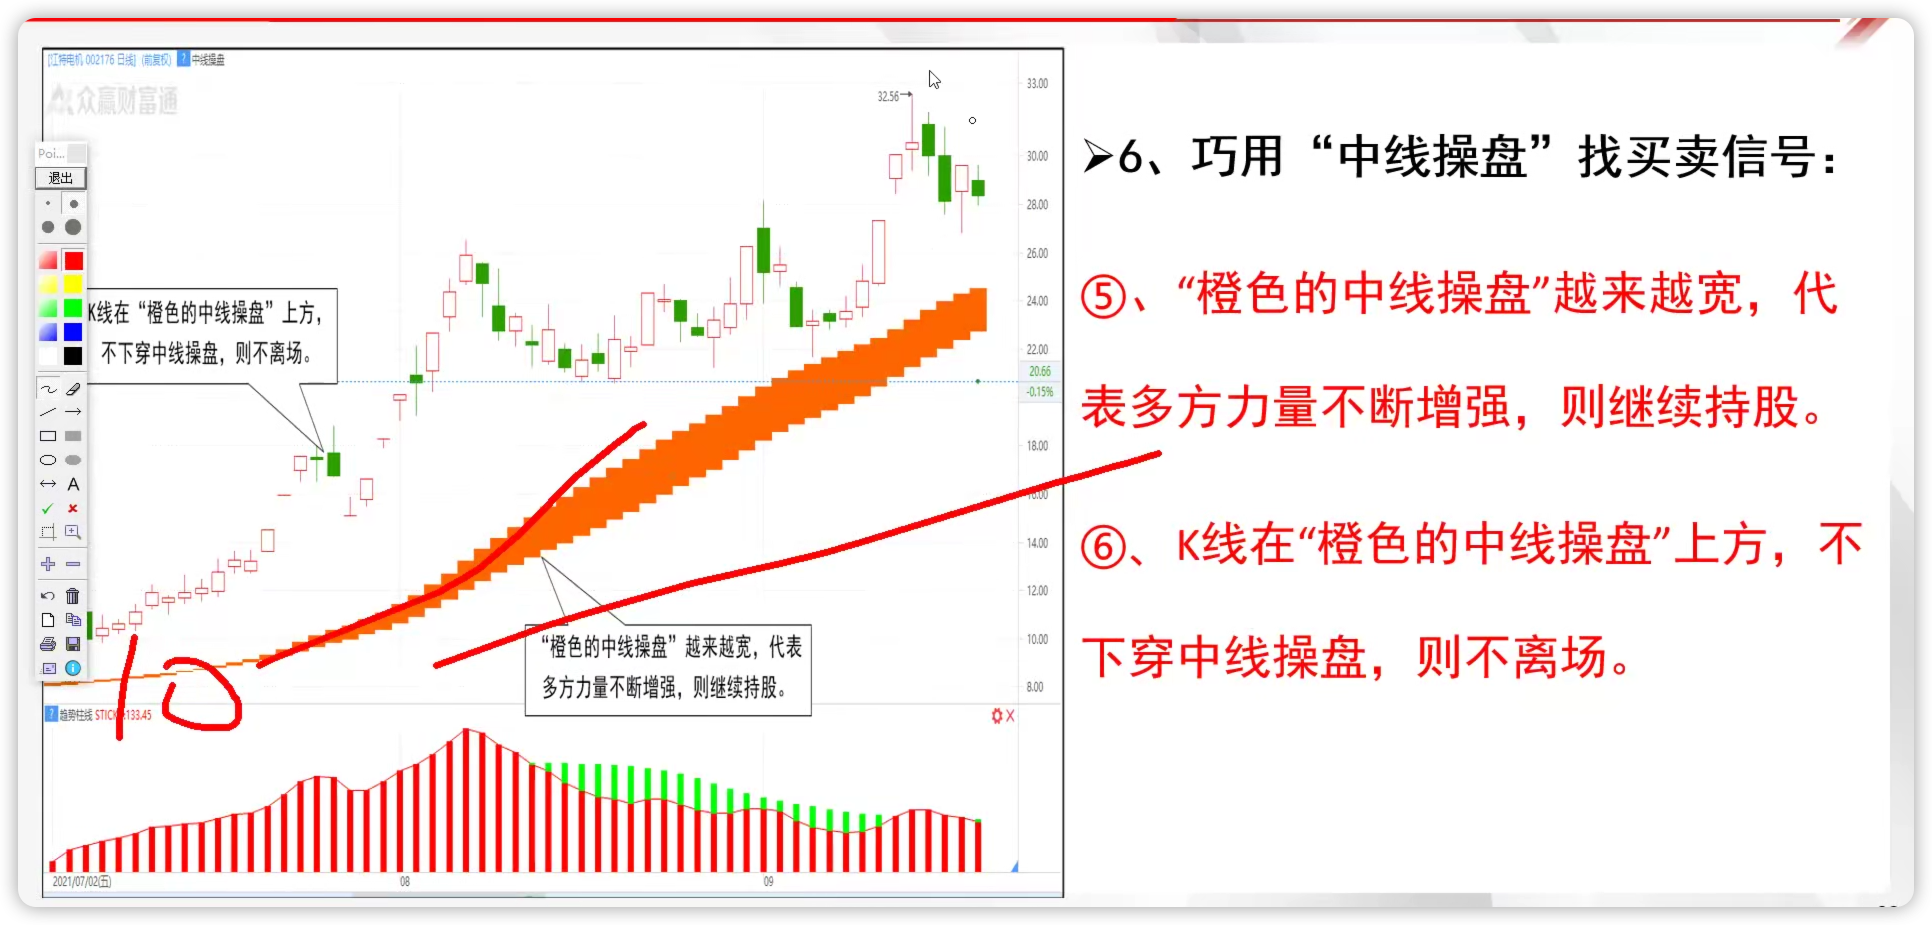 [江特电机 002176 日线] (前复权) ? 中线操盘
众赢财富通
Poi...
退出
K线在“橙色的中线操盘”上方，
不下穿中线操盘，则不离场。
32.56
33.00
30.00
28.00
26.00
24.00
22.00
20.66
-0.15%
18.00
16.00
14.00
12.00
10.00
8.00
“橙色的中线操盘”越来越宽，代表
多方力量不断增强，则继续持股。
10
? 趋势柱线 STICK:133.45
2021/07/02(五)
08
09
➢6、巧用“中线操盘”找买卖信号：
⑤、“橙色的中线操盘”越来越宽，代
表多方力量不断增强，则继续持股。
⑥、K线在“橙色的中线操盘”上方，不
下穿中线操盘，则不离场。